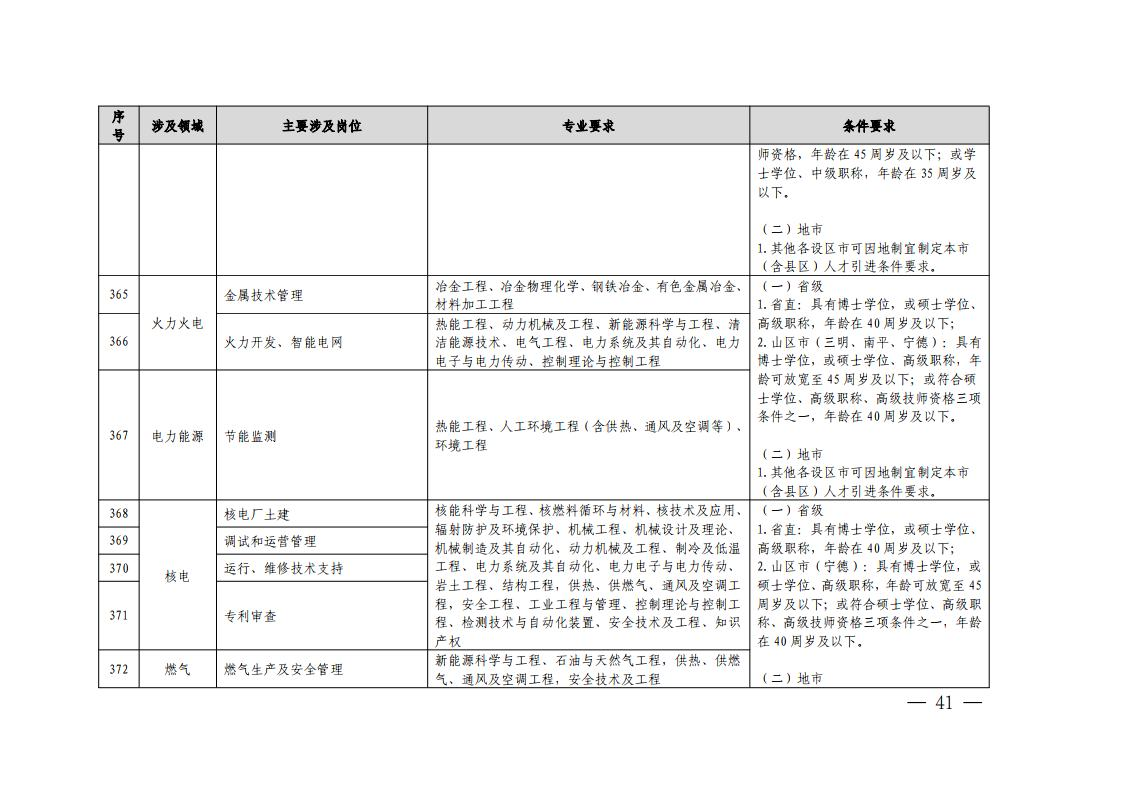 序
号
涉及领域
主要涉及岗位
专业要求
条件要求
师资格，年龄在 45 周岁及以下；或学
士学位、中级职称，年龄在 35 周岁及
以下。
（二）地市
1.其他各设区市可因地制宜制定本市
（含县区）人才引进条件要求。
365
火力火电
金属技术管理
冶金工程、冶金物理化学、钢铁冶金、有色金属冶金、
材料加工工程
366
火力开发、智能电网
热能工程、动力机械及工程、新能源科学与工程、清
洁能源技术、电气工程、电力系统及其自动化、电力
电子与电力传动、控制理论与控制工程
367
电力能源
节能监测
热能工程、人工环境工程（含供热、通风及空调等）、
环境工程
（一）省级
1.省直：具有博士学位，或硕士学位、
高级职称，年龄在 40 周岁及以下；
2.山区市（三明、南平、宁德）：具有
博士学位，或硕士学位、高级职称，年
龄可放宽至 45 周岁及以下；或符合硕
士学位、高级职称、高级技师资格三项
条件之一，年龄在 40 周岁及以下。
（二）地市
1.其他各设区市可因地制宜制定本市
（含县区）人才引进条件要求。
368
核电
核电厂土建
369
调试和运营管理
370
运行、维修技术支持
371
专利审查
核能科学与工程、核燃料循环与材料、核技术及应用、
辐射防护及环境保护、机械工程、机械设计及理论、
机械制造及其自动化、动力机械及工程、制冷及低温
工程、电力系统及其自动化、电力电子与电力传动、
岩土工程、结构工程，供热、供燃气、通风及空调工
程，安全工程、工业工程与管理、控制理论与控制工
程、检测技术与自动化装置、安全技术及工程、知识
产权
372
燃气
燃气生产及安全管理
新能源科学与工程、石油与天然气工程，供热、供燃
气、通风及空调工程，安全技术及工程
（一）省级
1.省直：具有博士学位，或硕士学位、
高级职称，年龄在 40 周岁及以下；
2.山区市（宁德）：具有博士学位，或
硕士学位、高级职称，年龄可放宽至 45
周岁及以下；或符合硕士学位、高级职
称、高级技师资格三项条件之一，年龄
在 40 周岁及以下。
（二）地市
— 41 —